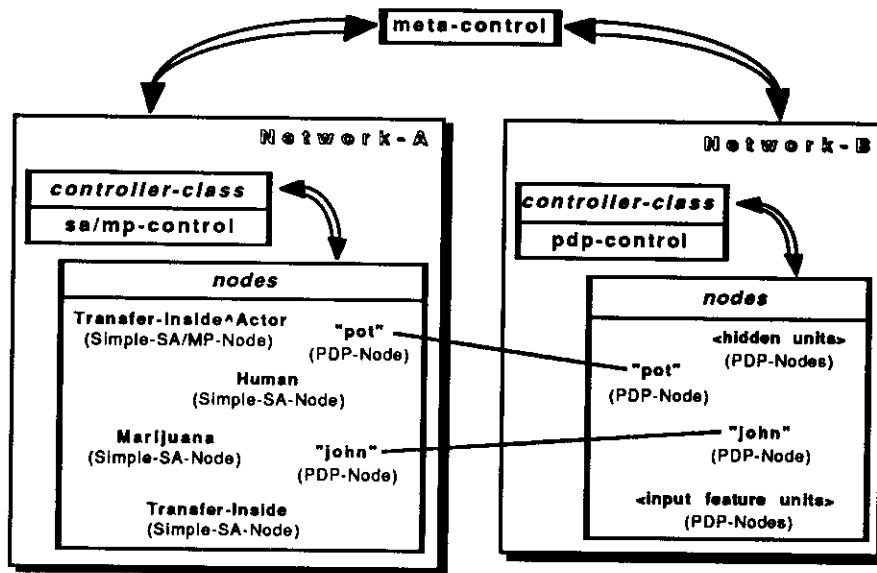 meta-control
Network-A
controller-class
sa/mp-control
nodes
Transfer-Inside^Actor
(Simple-SA/MP-Node)
"pot"
(PDP-Node)
Human
(Simple-SA-Node)
Marijuana
(Simple-SA-Node)
"john"
(PDP-Node)
Transfer-Inside
(Simple-SA-Node)
Network-B
controller-class
pdp-control
nodes
<hidden units>
(PDP-Nodes)
"pot"
(PDP-Node)
"john"
(PDP-Node)
<input feature units>
(PDP-Nodes)